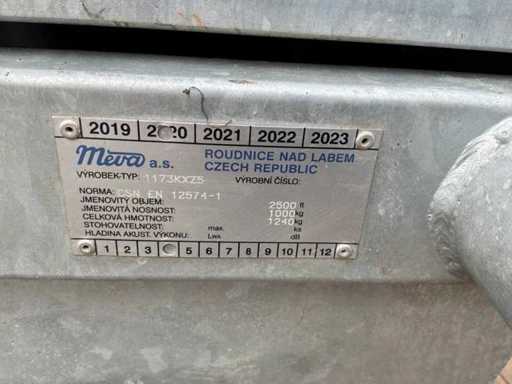 2019 2020 2021 2022 2023
Meva a.s. ROUDNICE NAD LABEM
CZECH REPUBLIC
VÝROBEK-TYP: 1173KXZ5 VÝROBNÍ ČÍSLO:
NORMA: CSN EN 12574-1
JMENOVITÝ OBJEM: 2500 lt
JMENOVITÁ NOSNOST: 1000 kg
CELKOVÁ HMOTNOST: 1240 kg
STOHOVATELNOST: max. ks
HLADINA AKUST. VÝKONU: LWA dB
1 2 3 5 6 7 8 9 10 11 12